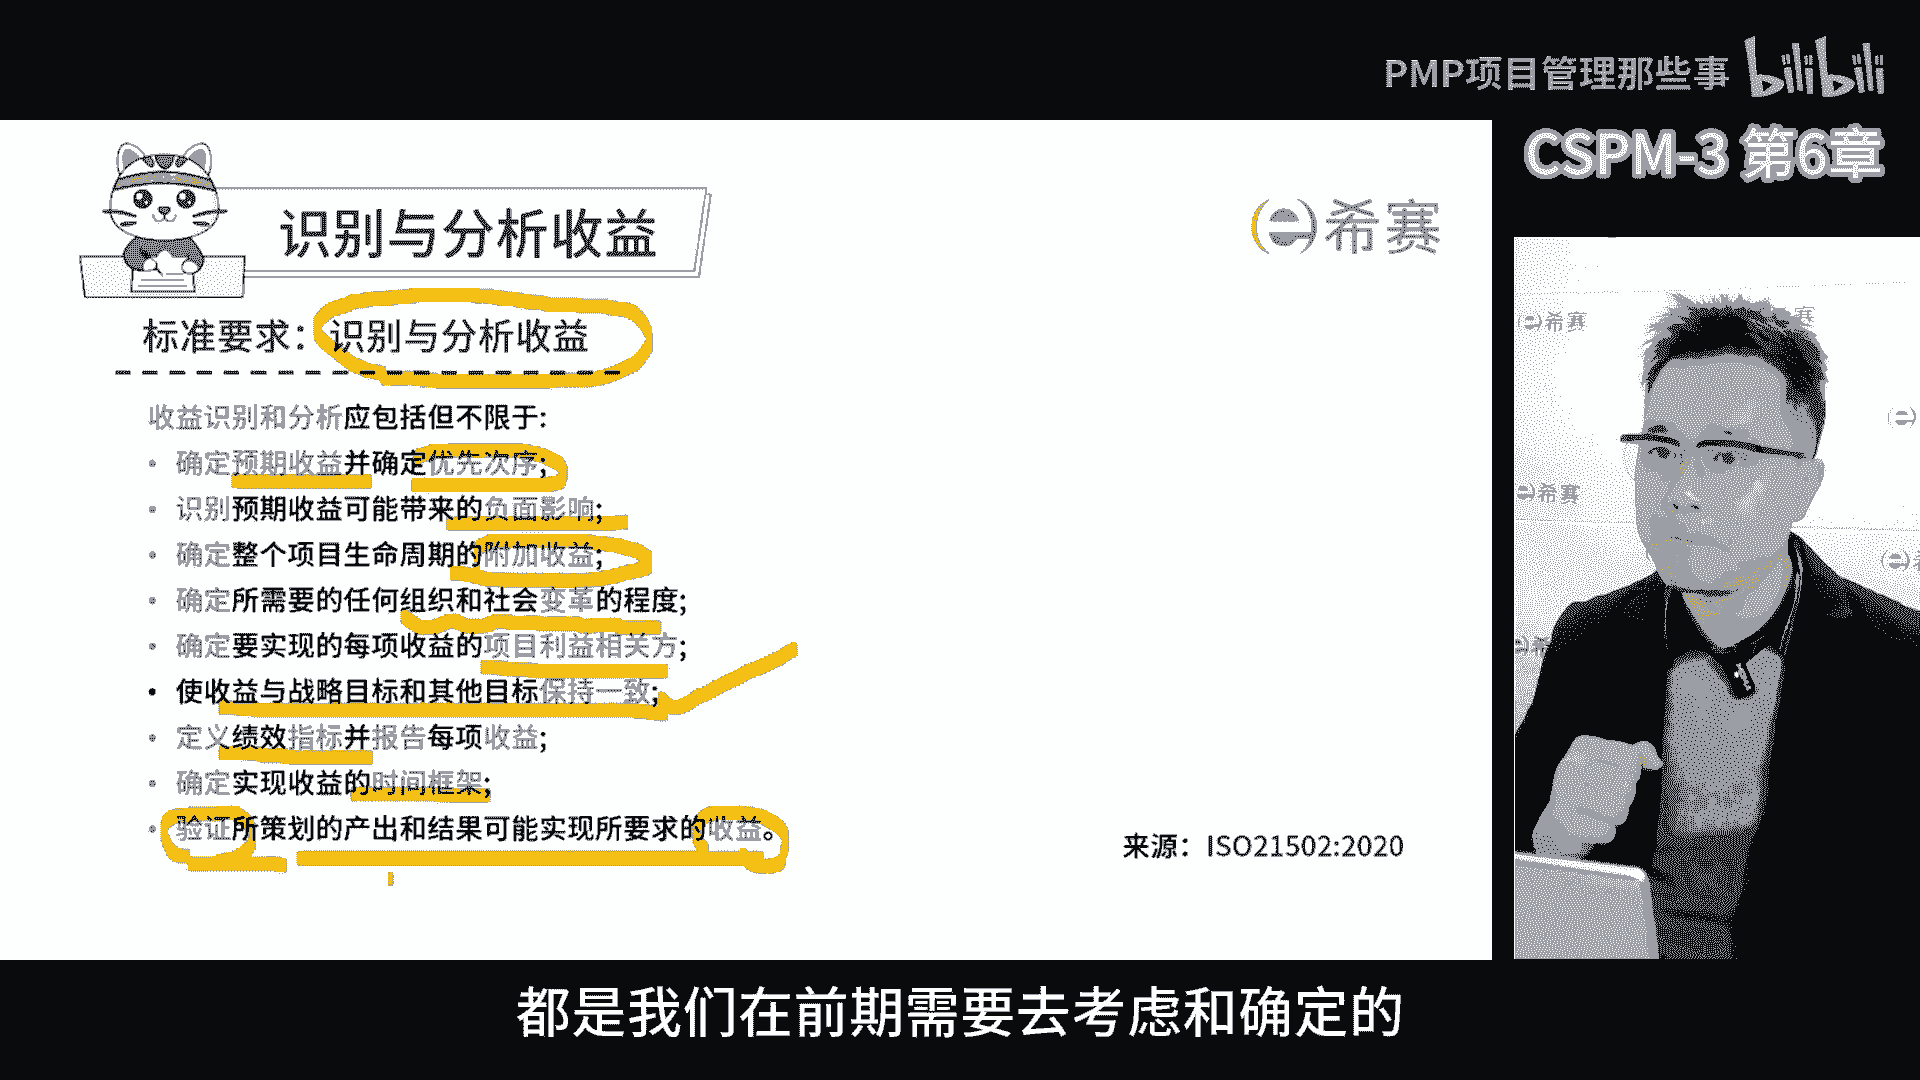 PMP项目管理那些事 bilibili
CSPM-3 第6章
识别与分析收益
希赛
标准要求：识别与分析收益
收益识别和分析应包括但不限于:
• 确定预期收益并确定优先次序;
• 识别预期收益可能带来的负面影响;
• 确定整个项目生命周期的附加收益;
• 确定所需要的任何组织和社会变革的程度;
• 确定要实现的每项收益的项目利益相关方;
• 使收益与战略目标和其他目标保持一致;
• 定义绩效指标并报告每项收益;
• 确定实现收益的时间框架;
• 验证所策划的产出和结果可能实现所要求的收益。
来源：ISO21502:2020
希赛
赛
希赛
都是我们在前期需要去考虑和确定的